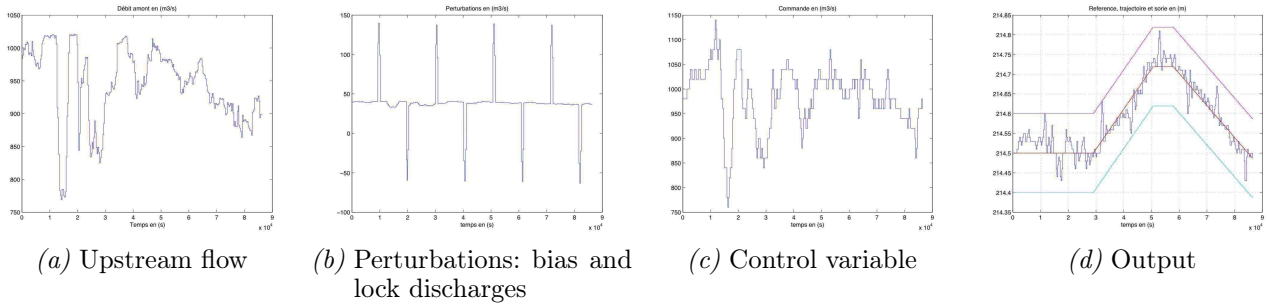 Débit amont en (m3/s)
1050
1000
950
900
850
800
750
0 1 2 3 4 5 6 7 8 9
Temps en (s)
x 10⁴
(a) Upstream flow
Perturbations en (m3/s)
150
100
50
0
−50
−100
0 1 2 3 4 5 6 7 8 9
temps en (s)
x 10⁴
(b) Perturbations: bias and
lock discharges
Commande en (m3/s)
1150
1100
1050
1000
950
900
850
800
750
0 1 2 3 4 5 6 7 8 9
temps en (s)
x 10⁴
(c) Control variable
Reference, trajectoire et sorie en (m)
214.85
214.8
214.75
214.7
214.65
214.6
214.55
214.5
214.45
214.4
214.35
0 1 2 3 4 5 6 7 8 9
temps en (s)
x 10⁴
(d) Output